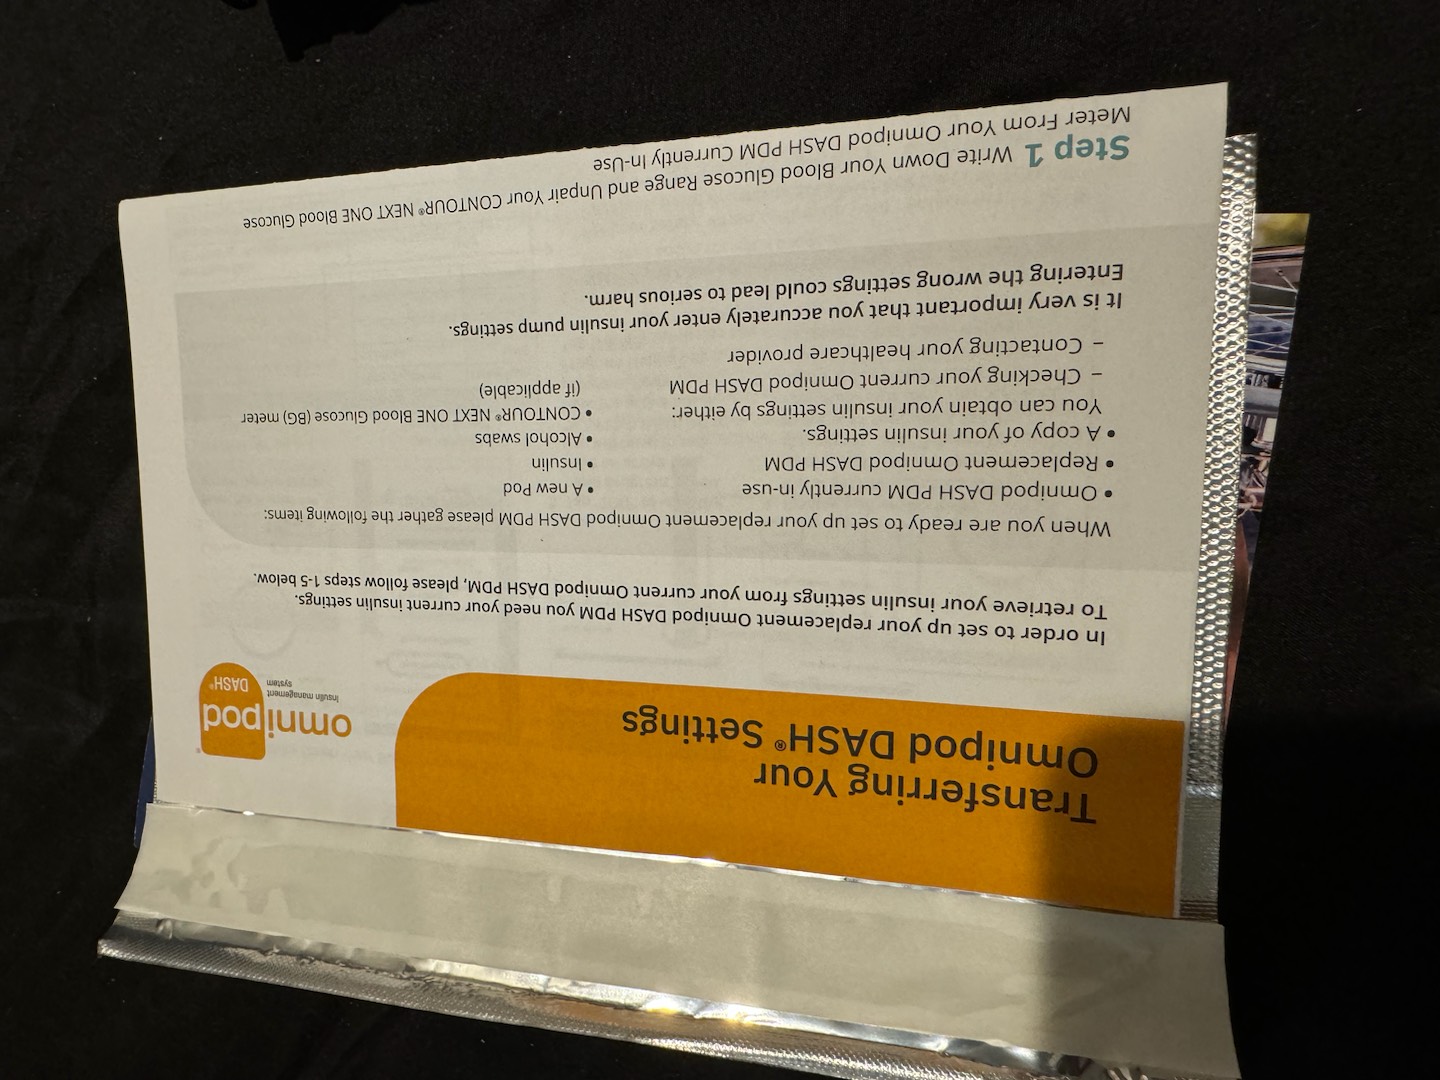 Transferring Your
Omnipod DASH® Settings
omnipod®
DASH®
insulin management
system
In order to set up your replacement Omnipod DASH PDM you need your current insulin settings.
To retrieve your insulin settings from your current Omnipod DASH PDM, please follow steps 1-5 below.
When you are ready to set up your replacement Omnipod DASH PDM please gather the following items:
• Omnipod DASH PDM currently in-use
• Replacement Omnipod DASH PDM
• A copy of your insulin settings.
You can obtain your insulin settings by either:
– Checking your current Omnipod DASH PDM
– Contacting your healthcare provider
• A new Pod
• Insulin
• Alcohol swabs
• CONTOUR® NEXT ONE Blood Glucose (BG) meter
(if applicable)
It is very important that you accurately enter your insulin pump settings.
Entering the wrong settings could lead to serious harm.
Step 1 Write Down Your Blood Glucose Range and Unpair Your CONTOUR® NEXT ONE Blood Glucose
Meter From Your Omnipod DASH PDM Currently In-Use